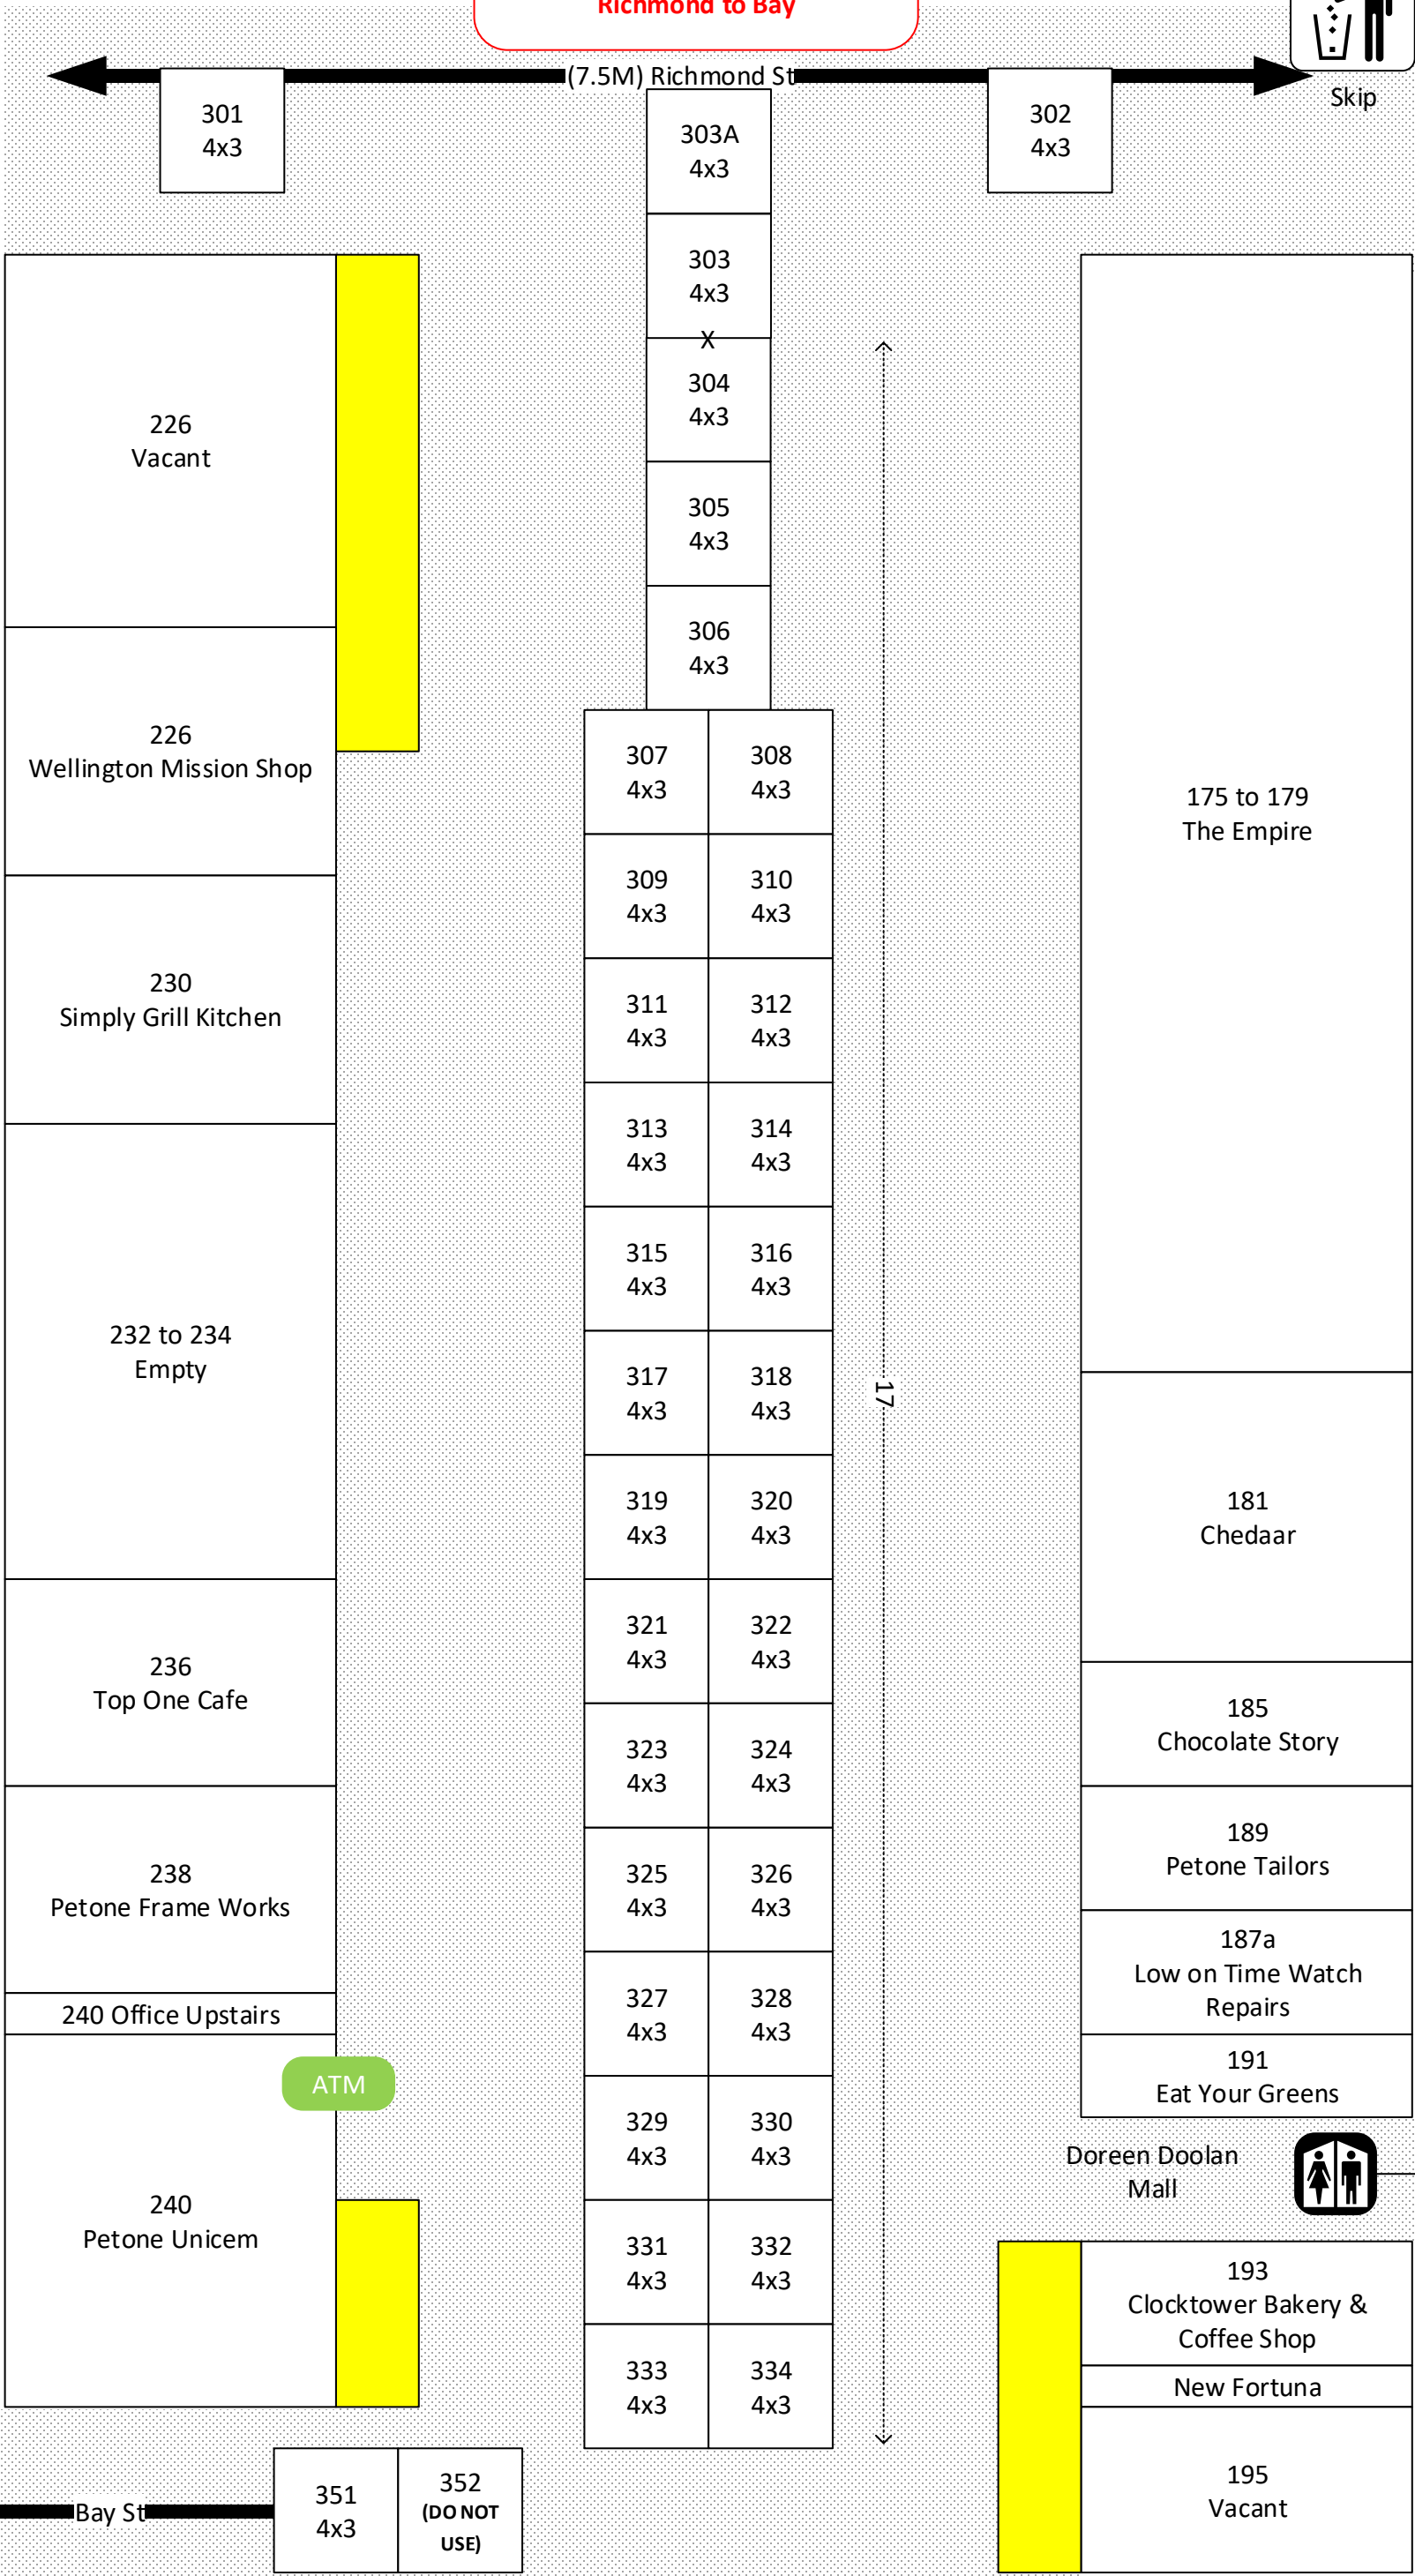 Richmond to Bay
(7.5M) Richmond St
Skip
301
4x3
303A
4x3
302
4x3
303
4x3
X
304
4x3
305
4x3
306
4x3
226
Vacant
226
Wellington Mission Shop
230
Simply Grill Kitchen
232 to 234
Empty
236
Top One Cafe
238
Petone Frame Works
240 Office Upstairs
ATM
240
Petone Unicem
307
4x3
308
4x3
309
4x3
310
4x3
311
4x3
312
4x3
313
4x3
314
4x3
315
4x3
316
4x3
317
4x3
318
4x3
319
4x3
320
4x3
321
4x3
322
4x3
323
4x3
324
4x3
325
4x3
326
4x3
327
4x3
328
4x3
329
4x3
330
4x3
331
4x3
332
4x3
333
4x3
334
4x3
17
175 to 179
The Empire
181
Chedaar
185
Chocolate Story
189
Petone Tailors
187a
Low on Time Watch
Repairs
191
Eat Your Greens
Doreen Doolan
Mall
193
Clocktower Bakery &
Coffee Shop
New Fortuna
195
Vacant
Bay St
351
4x3
352
(DO NOT
USE)